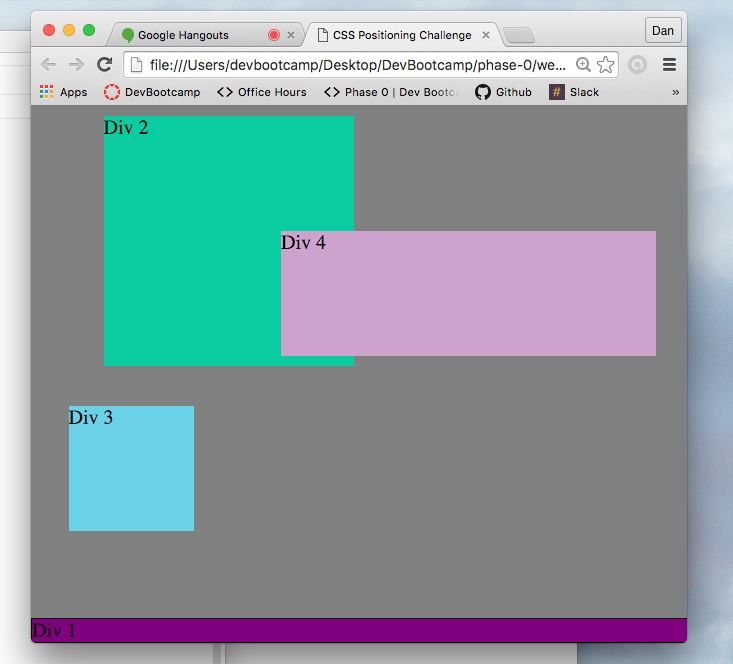 Google Hangouts
CSS Positioning Challenge
Dan
file:///Users/devbootcamp/Desktop/DevBootcamp/phase-0/we...
Apps
DevBootcamp
<> Office Hours
<> Phase 0 | Dev Bootc
Github
# Slack
»
Div 2
Div 4
Div 3
Div 1